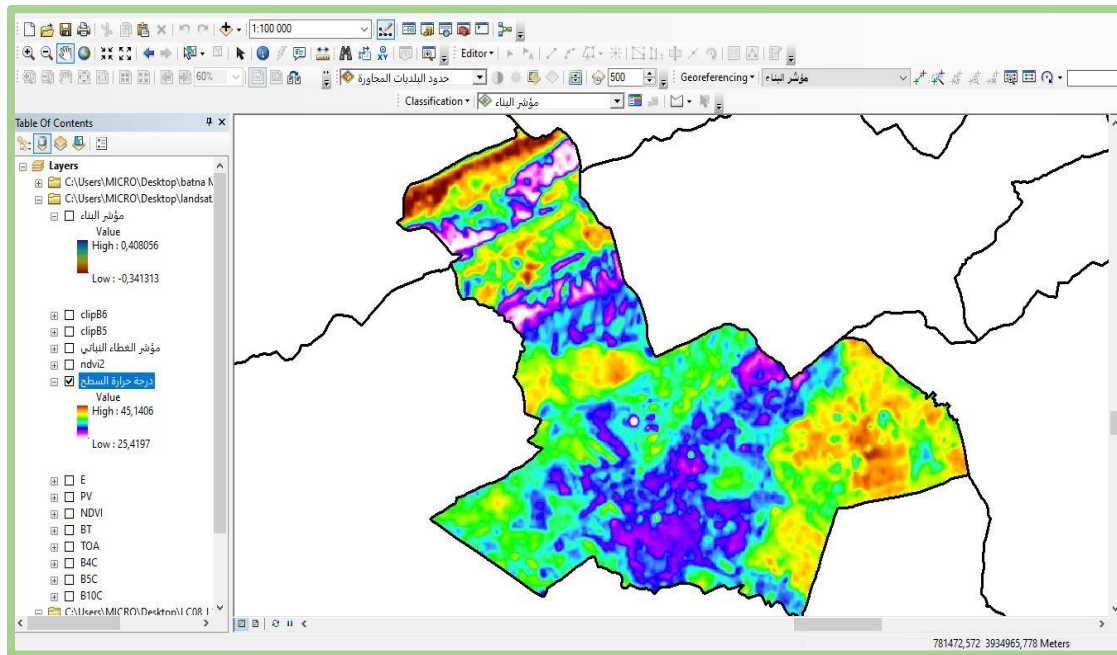 1:100 000
Editor
60% حدود البلديات المجاورة 500 Georeferencing مؤشر البناء
Classification مؤشر البناء
Table Of Contents
Layers
C:\Users\MICRO\Desktop\batna
C:\Users\MICRO\Desktop\landsat
مؤشر البناء
Value
High : 0,408056
Low : -0,341313
clipB6
clipB5
مؤشر الغطاء النباتي
ndvi2
درجة حرارة السطح
Value
High : 45,1406
Low : 25,4197
E
PV
NDVI
BT
TOA
B4C
B5C
B10C
C:\Users\MICRO\Desktop\LC08_L
781472,572 3934965,778 Meters